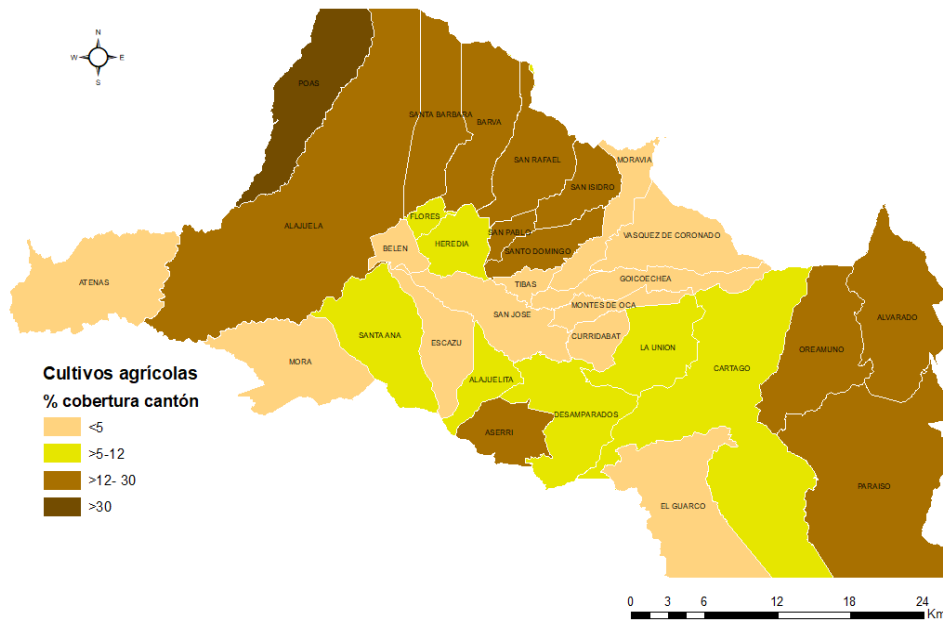 N
W E
S
POAS
SANTA BARBARA
BARVA
SAN RAFAEL
MORAVIA
SAN ISIDRO
FLORES
ALAJUELA
SAN PABLO
VASQUEZ DE CORONADO
HEREDIA
BELEN
SANTO DOMINGO
ATENAS
TIBAS
GOICOECHEA
MONTES DE OCA
SAN JOSE
ALVARADO
SANTA ANA
ESCAZU
CURRIDABAT
LA UNION
OREAMUNO
MORA
CARTAGO
ALAJUELITA
DESAMPARADOS
ASERRI
PARAISO
EL GUARCO
Cultivos agrícolas
% cobertura cantón
<5
>5-12
>12- 30
>30
0 3 6 12 18 24
Km